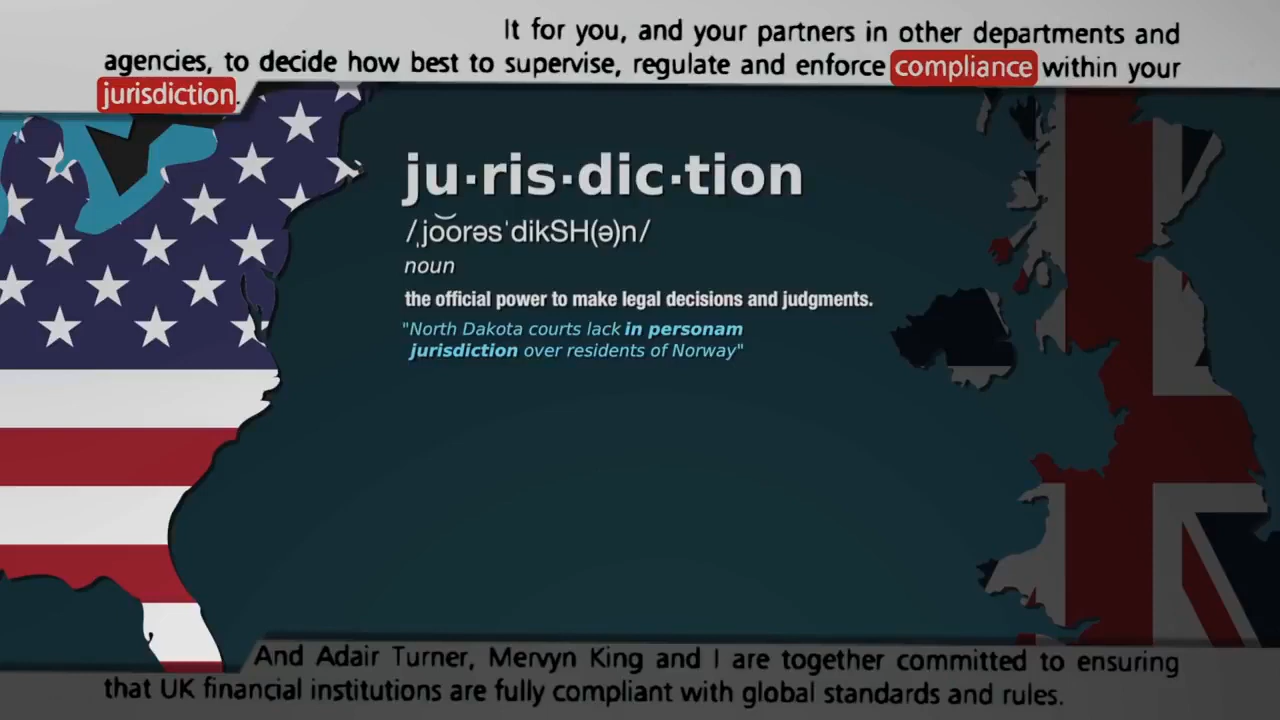 It for you, and your partners in other departments and
agencies, to decide how best to supervise, regulate and enforce compliance within your
jurisdiction.
ju·ris·dic·tion
/ˌjo͝orəsˈdikSH(ə)n/
noun
the official power to make legal decisions and judgments.
"North Dakota courts lack in personam
jurisdiction over residents of Norway"
And Adair Turner, Mervyn King and I are together committed to ensuring
that UK financial institutions are fully compliant with global standards and rules.